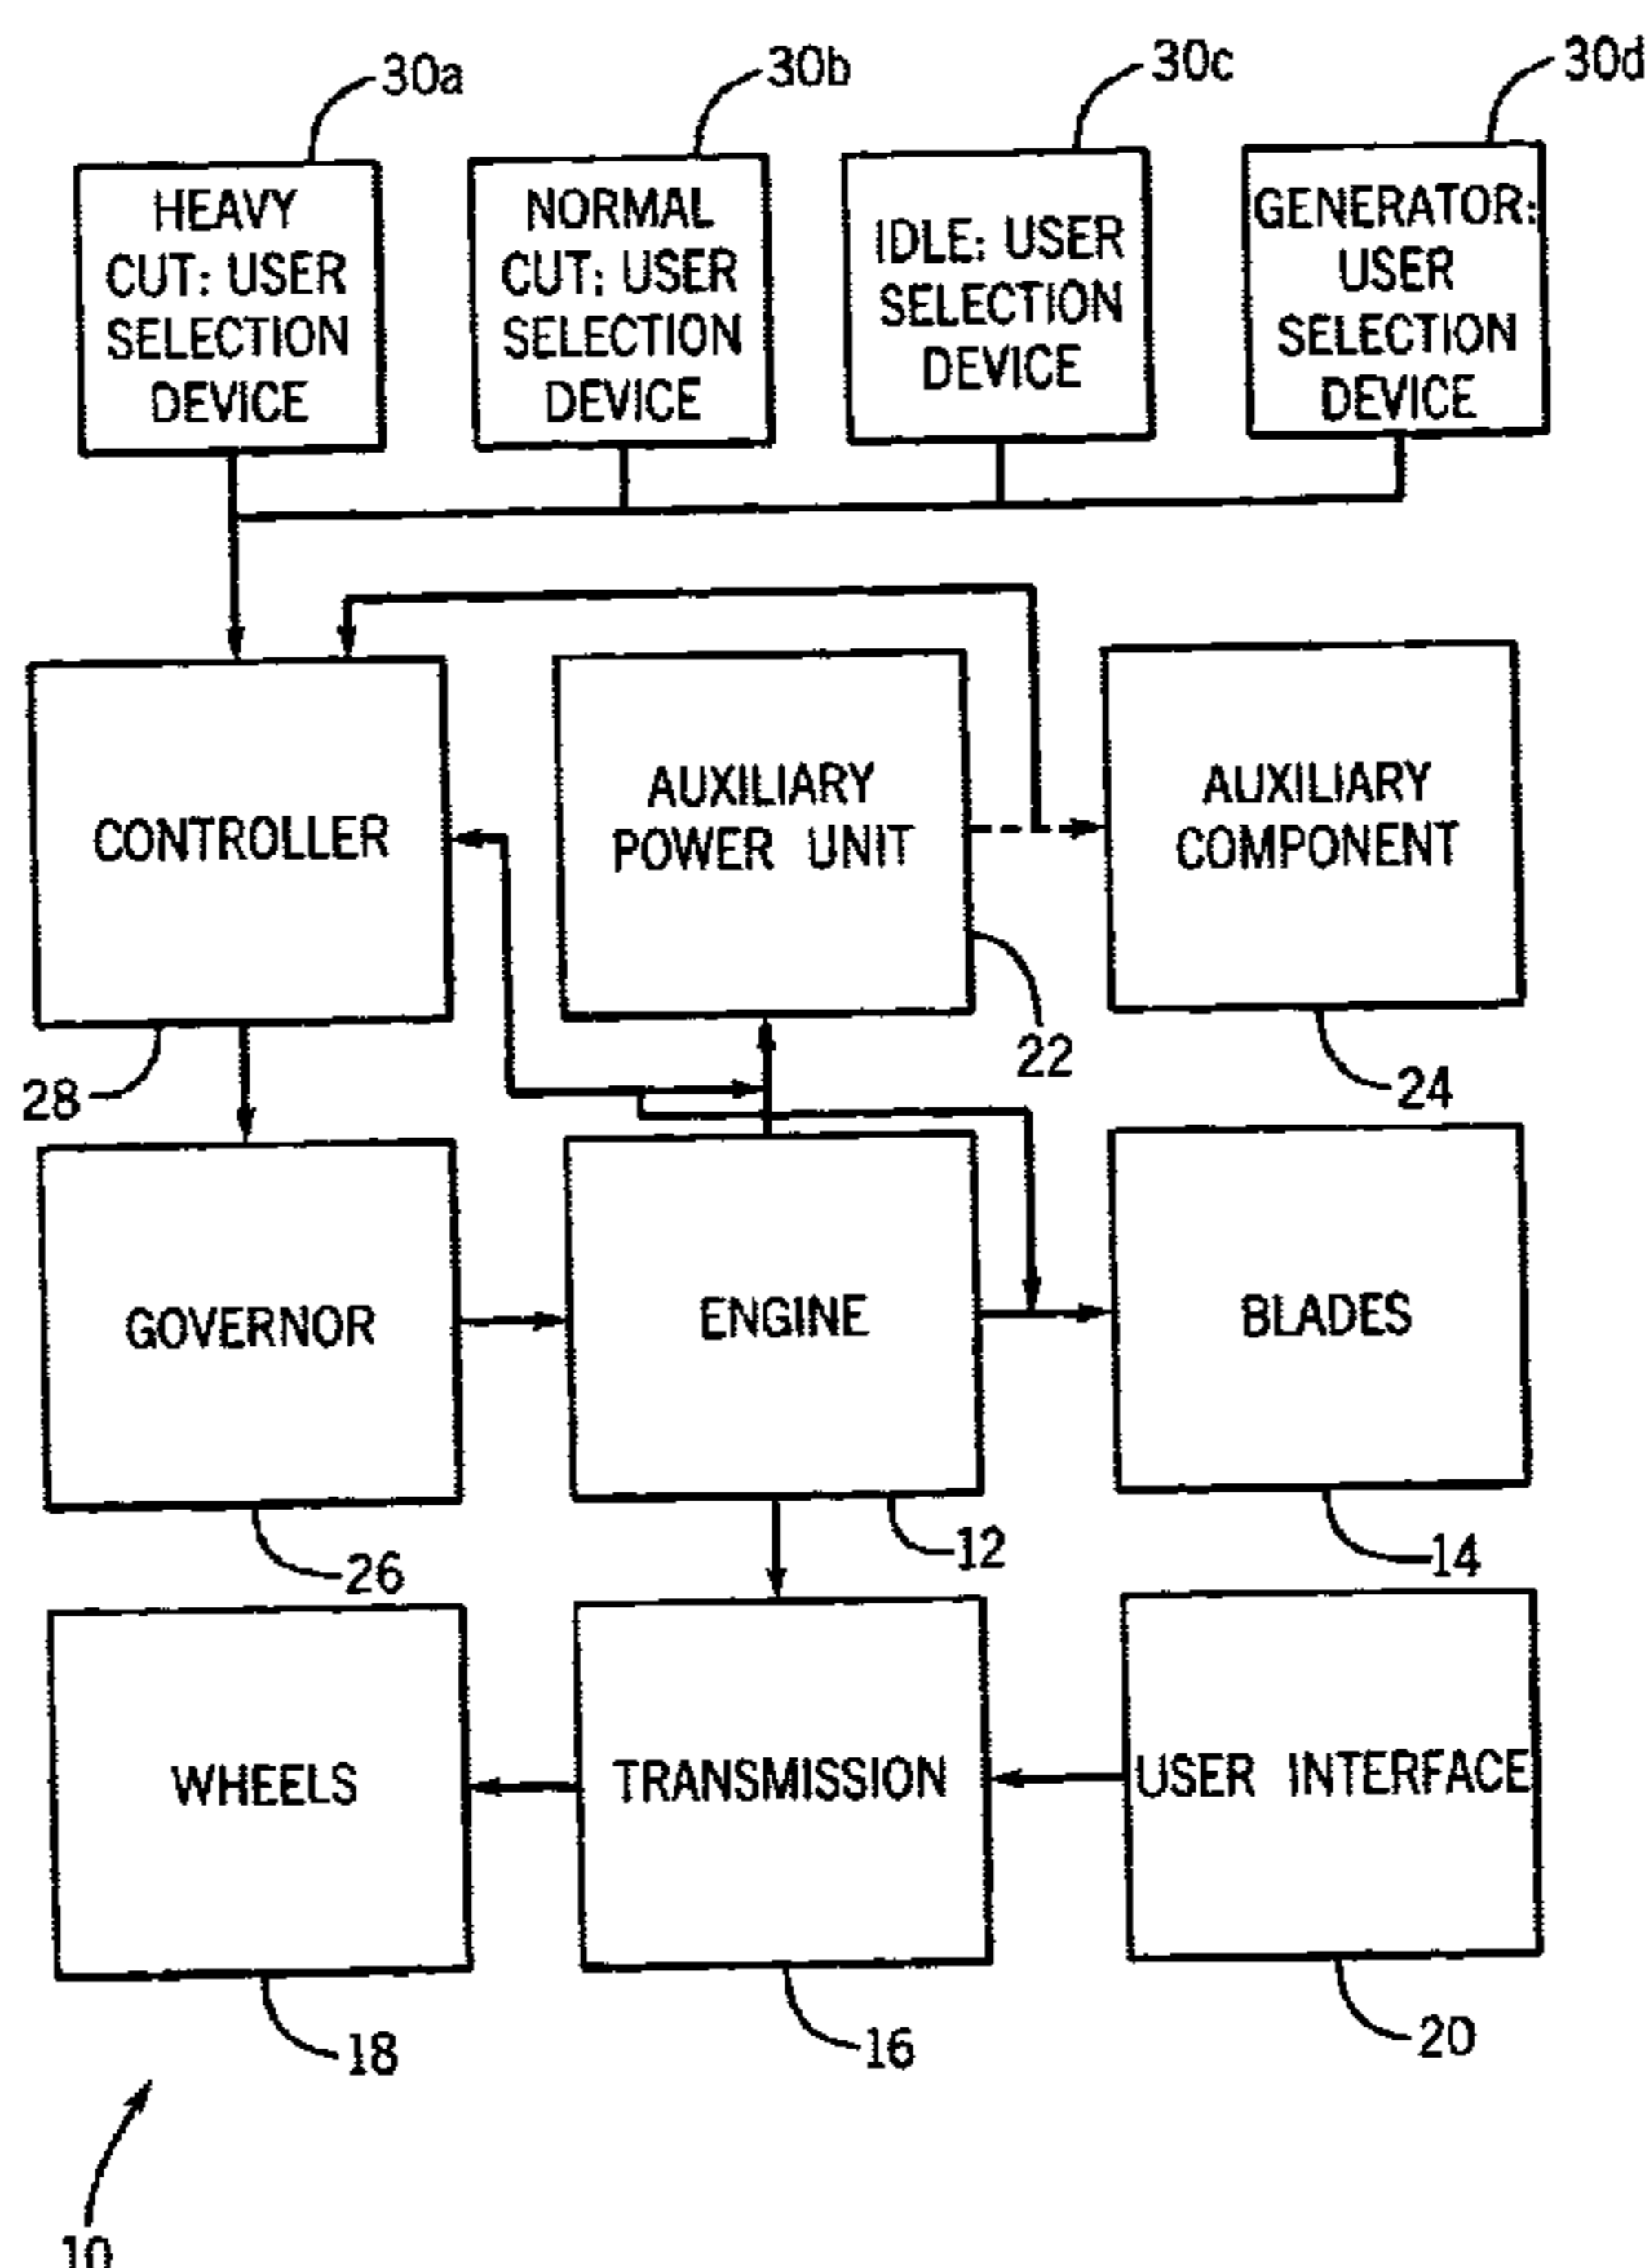 30a
30b
30c
30d
HEAVY
CUT: USER
SELECTION
DEVICE
NORMAL
CUT: USER
SELECTION
DEVICE
IDLE: USER
SELECTION
DEVICE
GENERATOR:
USER
SELECTION
DEVICE
CONTROLLER
AUXILIARY
POWER UNIT
AUXILIARY
COMPONENT
28
22
24
GOVERNOR
ENGINE
BLADES
26
12
14
WHEELS
TRANSMISSION
USER INTERFACE
18
16
20
10